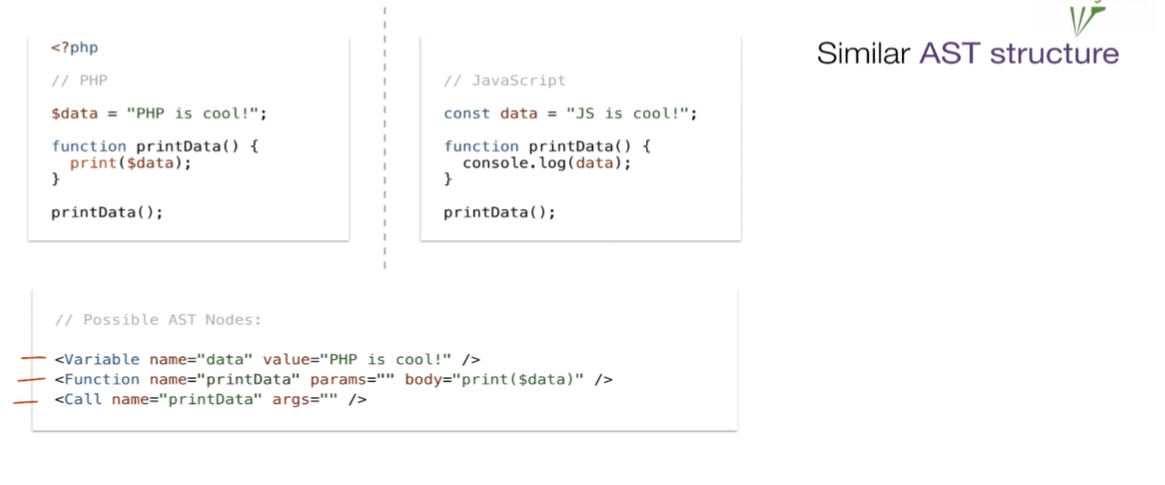 Similar AST structure
<?php
// PHP
$data = "PHP is cool!";
function printData() {
  print($data);
}
printData();
// JavaScript
const data = "JS is cool!";
function printData() {
  console.log(data);
}
printData();
// Possible AST Nodes:
<Variable name="data" value="PHP is cool!" />
<Function name="printData" params="" body="print($data)" />
<Call name="printData" args="" />